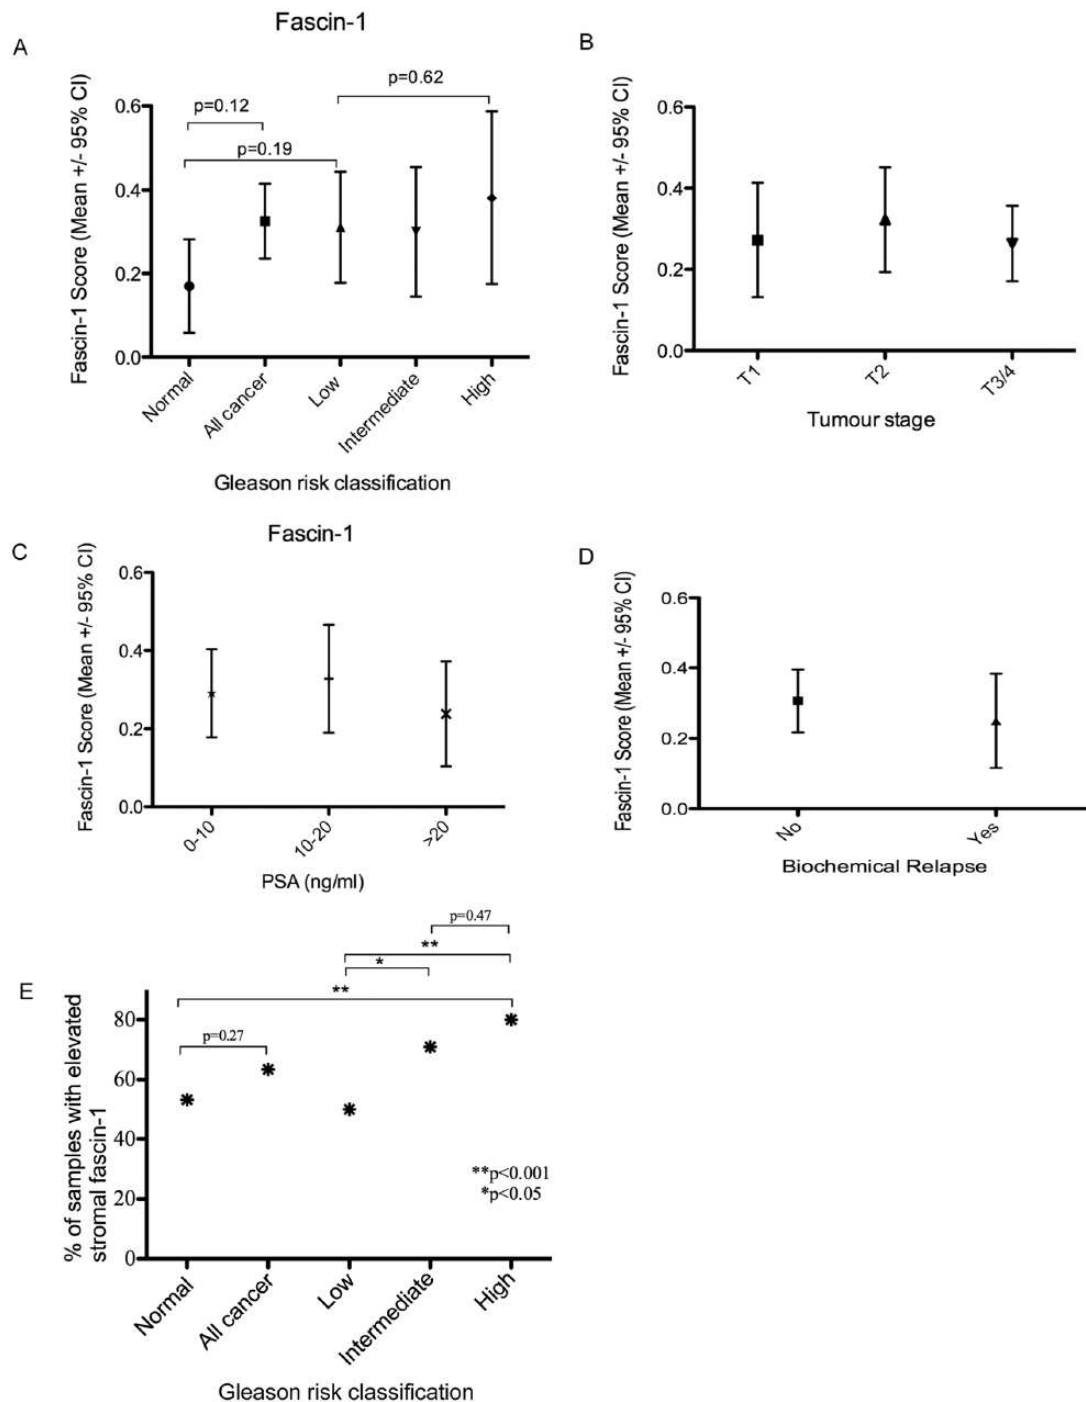 Fascin-1
A
Fascin-1 Score (Mean +/- 95% CI)
0.6
0.4
0.2
0.0
p=0.12
p=0.19
p=0.62
Normal
All cancer
Low
Intermediate
High
Gleason risk classification
B
Fascin-1 Score (Mean +/- 95% CI)
0.6
0.4
0.2
0.0
T1
T2
T3/4
Tumour stage
Fascin-1
C
Fascin-1 Score (Mean +/- 95% CI)
0.6
0.4
0.2
0.0
0-10
10-20
>20
PSA (ng/ml)
D
Fascin-1 Score (Mean +/- 95% CI)
0.6
0.4
0.2
0.0
No
Yes
Biochemical Relapse
E
% of samples with elevated
stromal fascin-1
80
60
40
20
0
p=0.47
**
*
**
p=0.27
**p<0.001
*p<0.05
Normal
All cancer
Low
Intermediate
High
Gleason risk classification